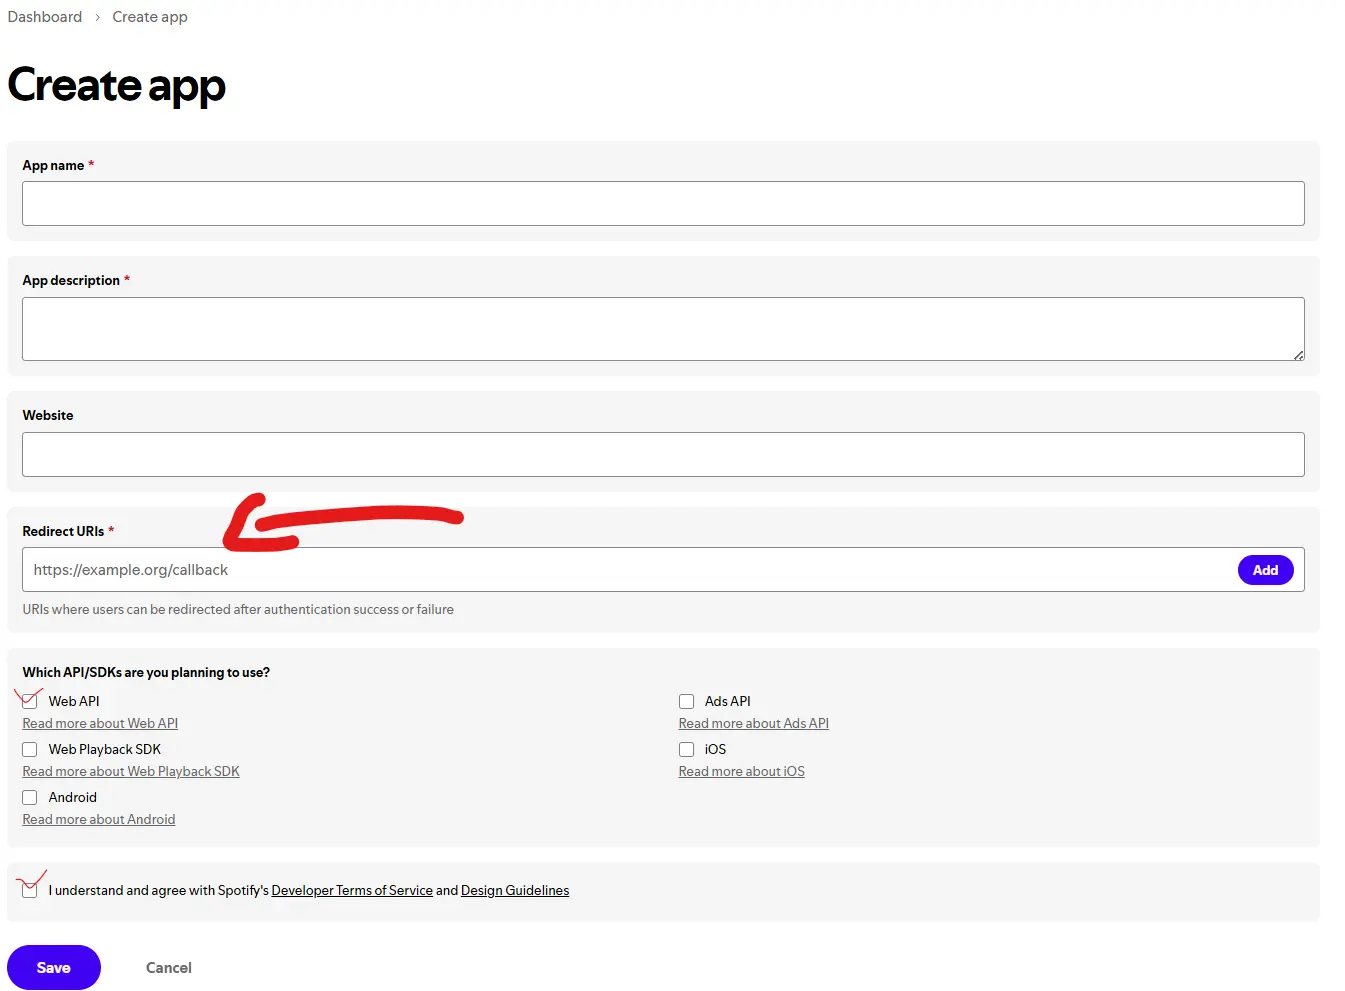 Dashboard › Create app
Create app
App name *
App description *
Website
Redirect URIs *
https://example.org/callback Add
URIs where users can be redirected after authentication success or failure
Which API/SDKs are you planning to use?
Web API
Read more about Web API
Ads API
Read more about Ads API
Web Playback SDK
Read more about Web Playback SDK
iOS
Read more about iOS
Android
Read more about Android
I understand and agree with Spotify's Developer Terms of Service and Design Guidelines
Save Cancel